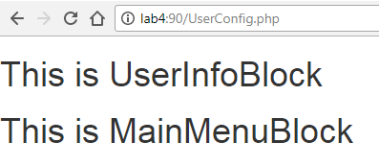 lab4:90/UserConfig.php
This is UserInfoBlock
This is MainMenuBlock